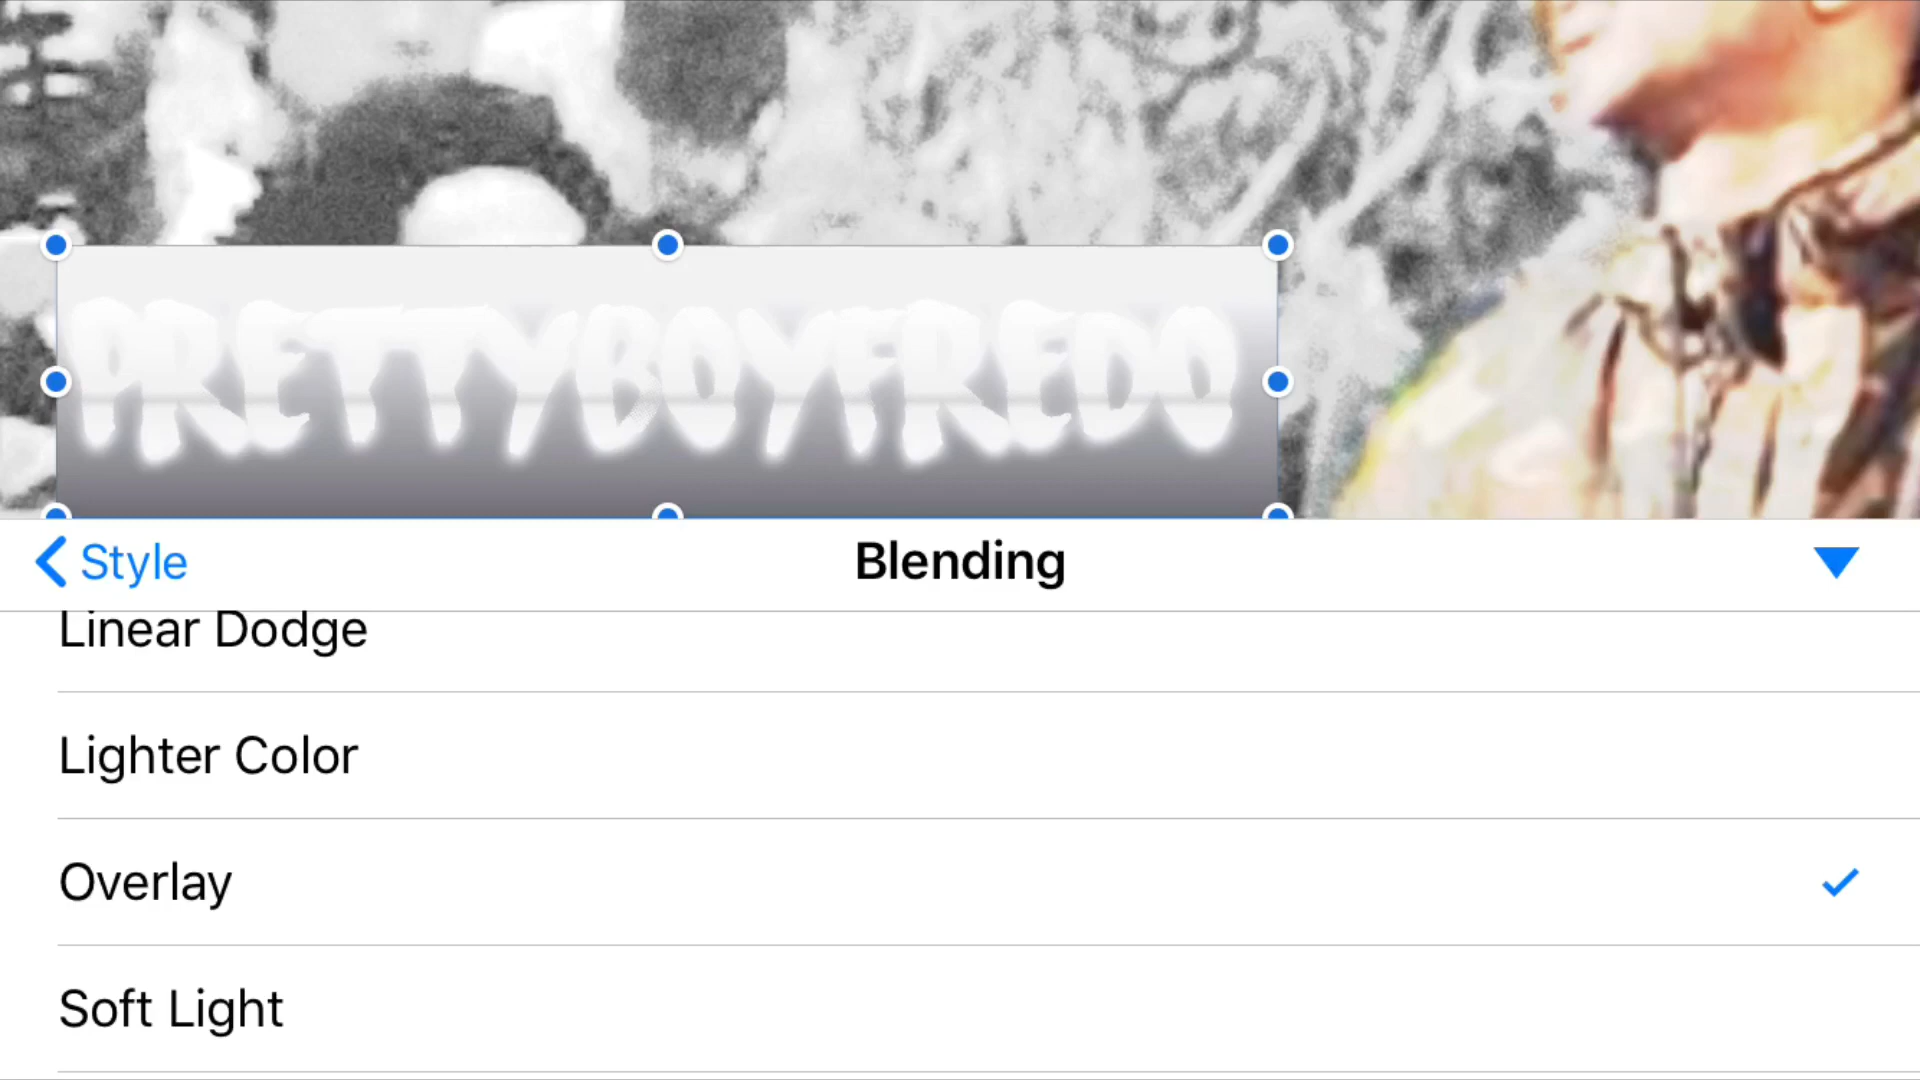 PRETTYBOYFREDO
Style
Blending
Linear Dodge
Lighter Color
Overlay
Soft Light